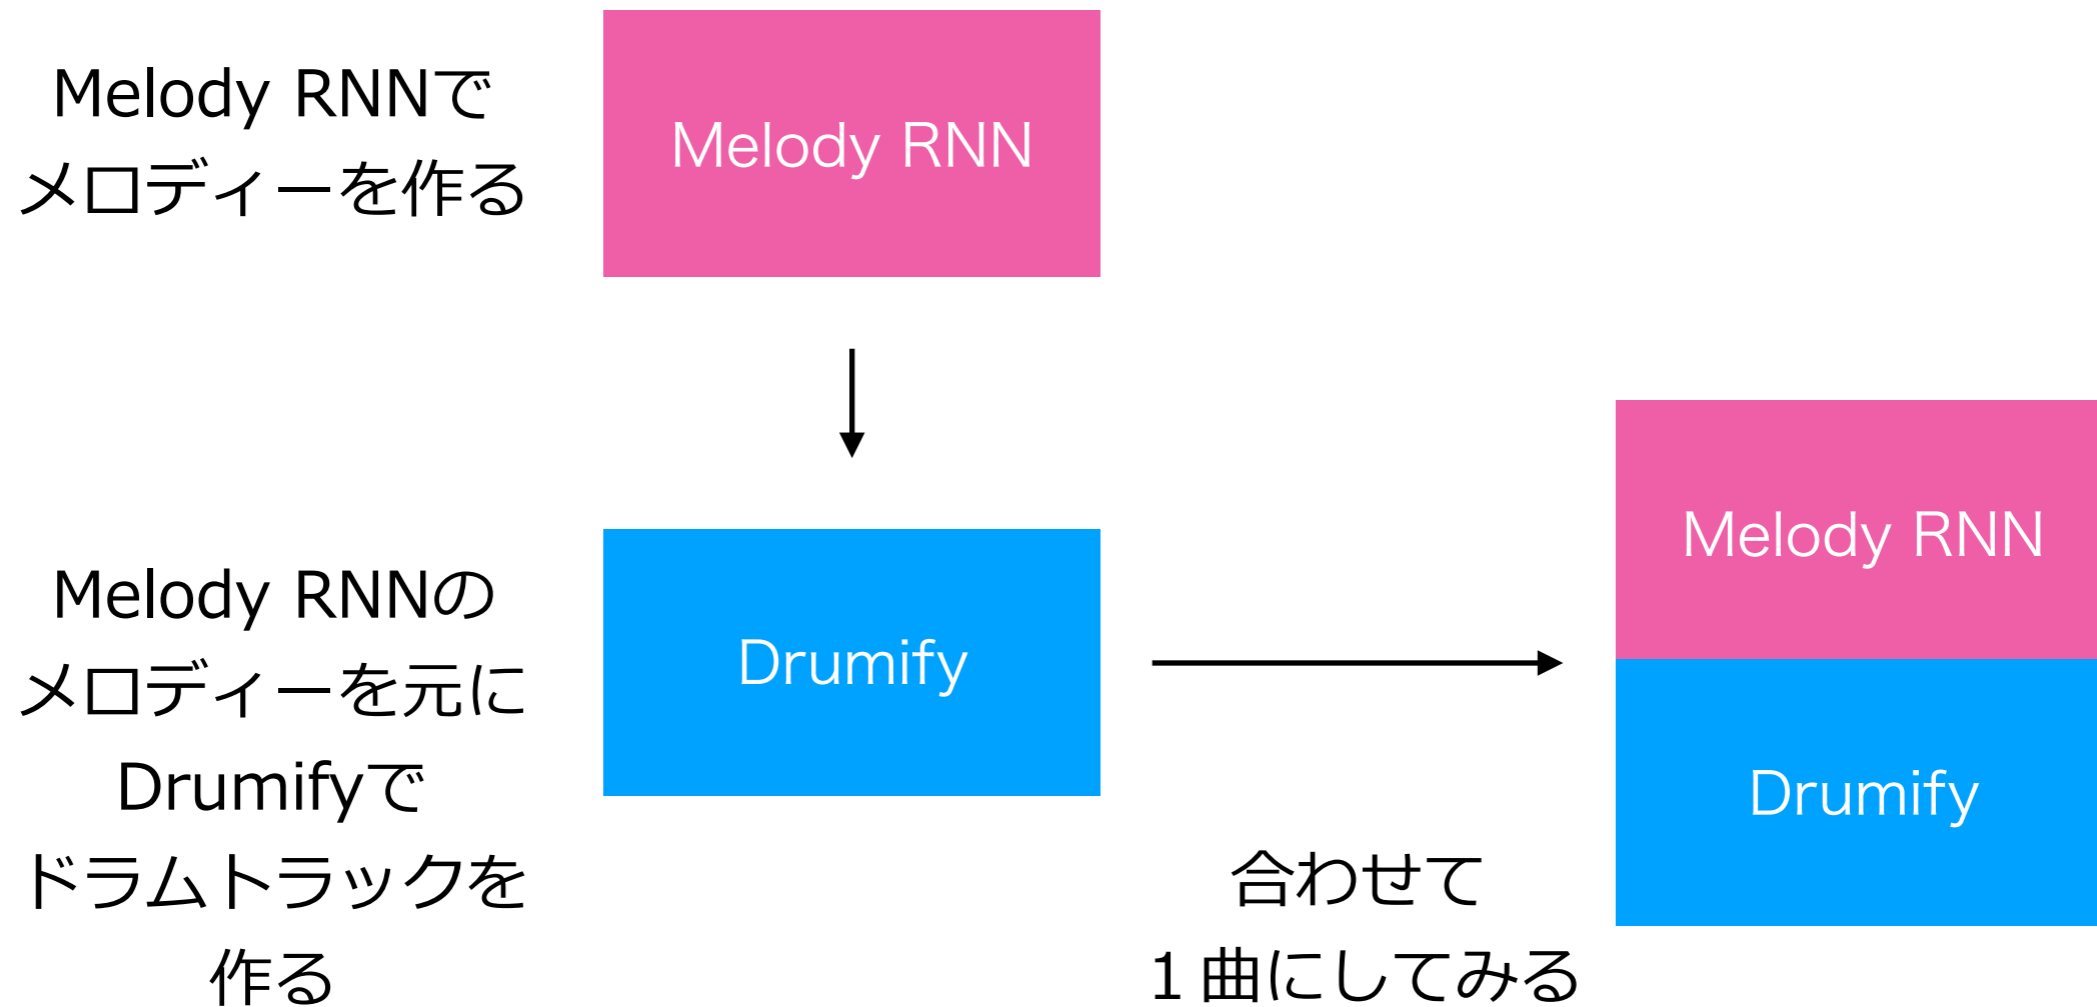 Melody RNNで
メロディーを作る
Melody RNN
Melody RNNの
メロディーを元に
Drumifyで
ドラムトラックを
作る
Drumify
合わせて
１曲にしてみる
Melody RNN
Drumify